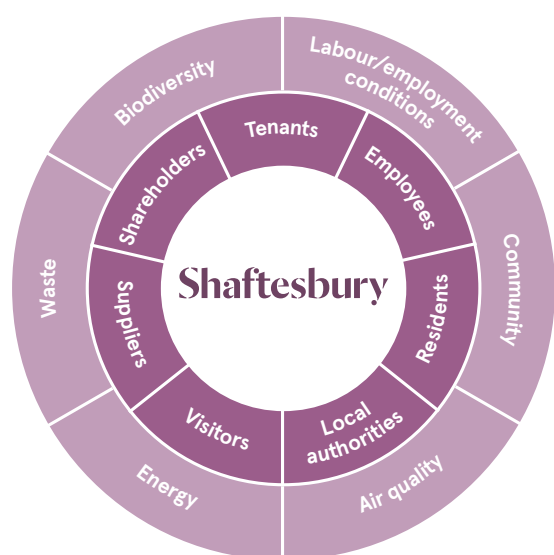 Labour/employment
conditions
Community
Air quality
Energy
Waste
Biodiversity
Tenants
Employees
Residents
Local
authorities
Visitors
Suppliers
Shareholders
Shaftesbury